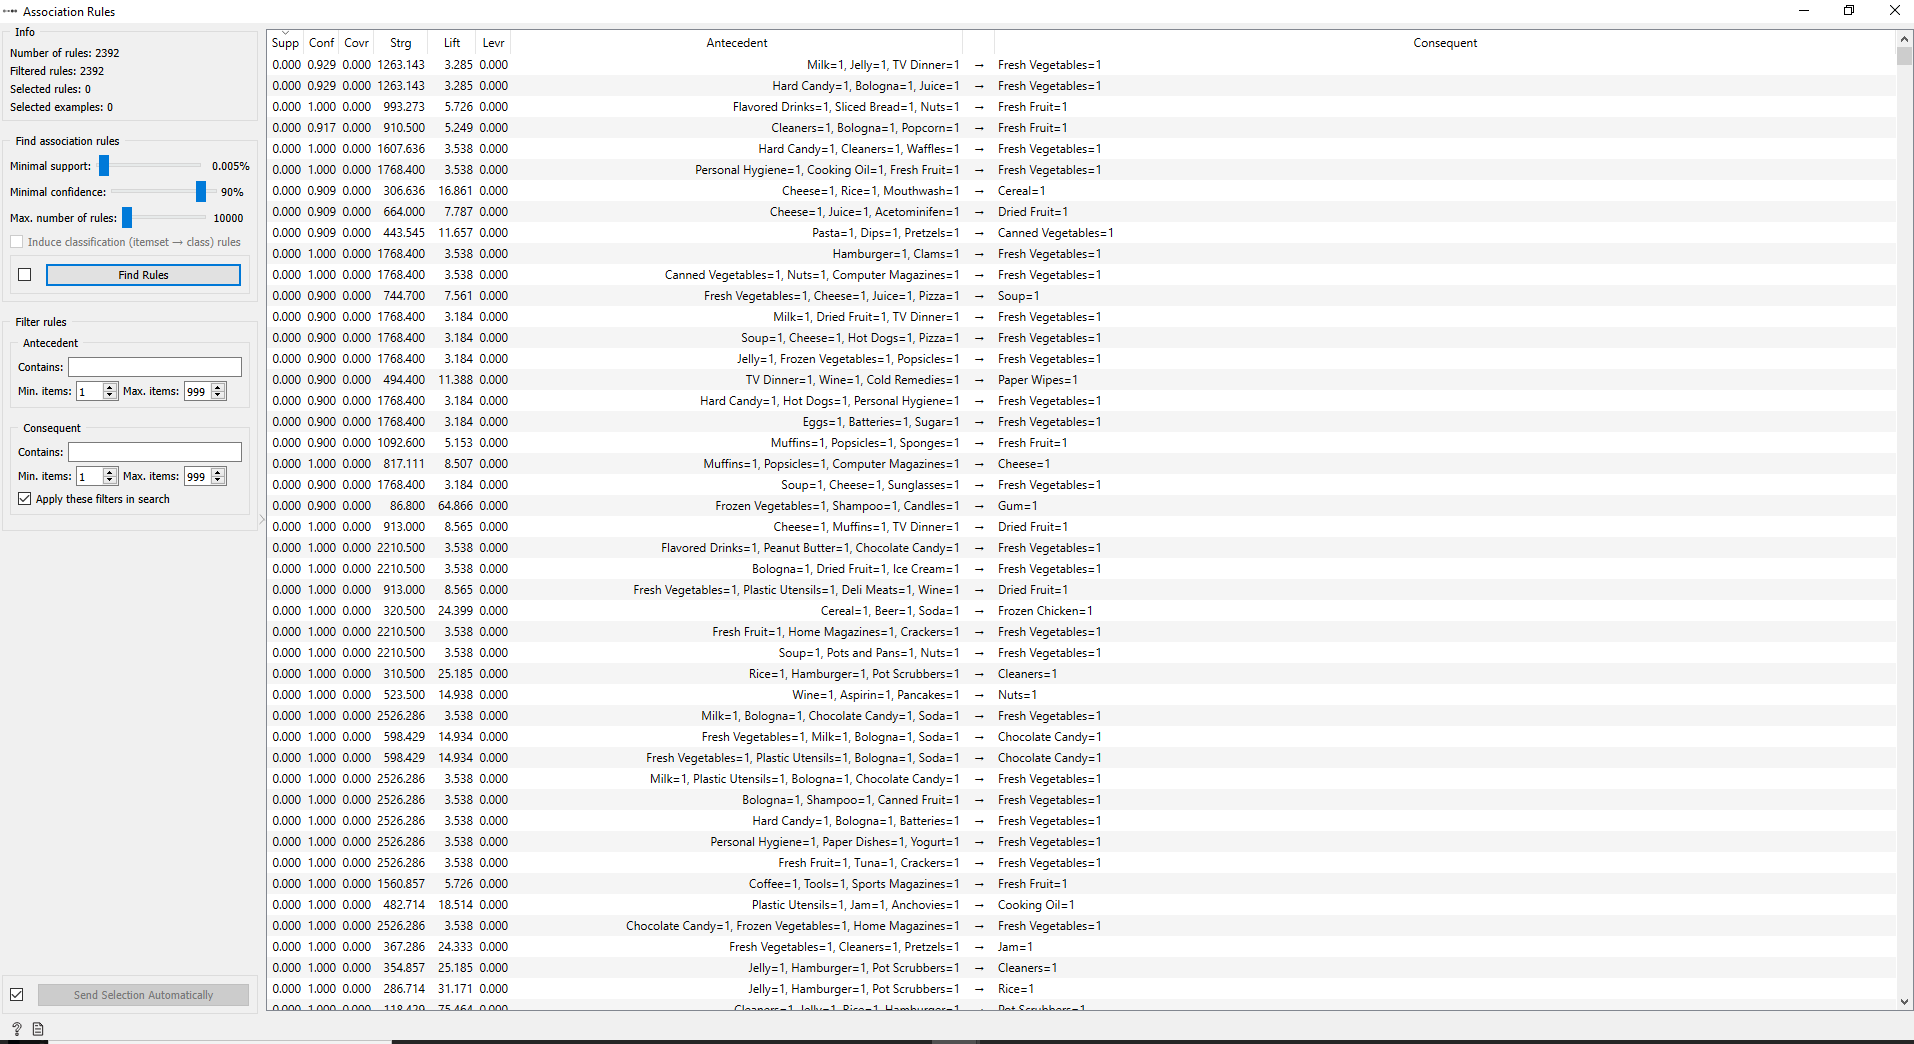 Association Rules
Info
Number of rules: 2392
Filtered rules: 2392
Selected rules: 0
Selected examples: 0
Find association rules
Minimal support: 0.005%
Minimal confidence: 90%
Max. number of rules: 10000
Induce classification (itemset → class) rules
Find Rules
Filter rules
Antecedent
Contains:
Min. items: 1 Max. items: 999
Consequent
Contains:
Min. items: 1 Max. items: 999
Apply these filters in search
Send Selection Automatically
Supp Conf Covr Strg Lift Levr Antecedent Consequent
0.000 0.929 0.000 1263.143 3.285 0.000 Milk=1, Jelly=1, TV Dinner=1 → Fresh Vegetables=1
0.000 0.929 0.000 1263.143 3.285 0.000 Hard Candy=1, Bologna=1, Juice=1 → Fresh Vegetables=1
0.000 1.000 0.000 993.273 5.726 0.000 Flavored Drinks=1, Sliced Bread=1, Nuts=1 → Fresh Fruit=1
0.000 0.917 0.000 910.500 5.249 0.000 Cleaners=1, Bologna=1, Popcorn=1 → Fresh Fruit=1
0.000 1.000 0.000 1607.636 3.538 0.000 Hard Candy=1, Cleaners=1, Waffles=1 → Fresh Vegetables=1
0.000 1.000 0.000 1768.400 3.538 0.000 Personal Hygiene=1, Cooking Oil=1, Fresh Fruit=1 → Fresh Vegetables=1
0.000 0.909 0.000 306.636 16.861 0.000 Cheese=1, Rice=1, Mouthwash=1 → Cereal=1
0.000 0.909 0.000 664.000 7.787 0.000 Cheese=1, Juice=1, Acetominifen=1 → Dried Fruit=1
0.000 0.909 0.000 443.545 11.657 0.000 Pasta=1, Dips=1, Pretzels=1 → Canned Vegetables=1
0.000 1.000 0.000 1768.400 3.538 0.000 Hamburger=1, Clams=1 → Fresh Vegetables=1
0.000 1.000 0.000 1768.400 3.538 0.000 Canned Vegetables=1, Nuts=1, Computer Magazines=1 → Fresh Vegetables=1
0.000 0.900 0.000 744.700 7.561 0.000 Fresh Vegetables=1, Cheese=1, Juice=1, Pizza=1 → Soup=1
0.000 0.900 0.000 1768.400 3.184 0.000 Milk=1, Dried Fruit=1, TV Dinner=1 → Fresh Vegetables=1
0.000 0.900 0.000 1768.400 3.184 0.000 Soup=1, Cheese=1, Hot Dogs=1, Pizza=1 → Fresh Vegetables=1
0.000 0.900 0.000 1768.400 3.184 0.000 Jelly=1, Frozen Vegetables=1, Popsicles=1 → Fresh Vegetables=1
0.000 0.900 0.000 494.400 11.388 0.000 TV Dinner=1, Wine=1, Cold Remedies=1 → Paper Wipes=1
0.000 0.900 0.000 1768.400 3.184 0.000 Hard Candy=1, Hot Dogs=1, Personal Hygiene=1 → Fresh Vegetables=1
0.000 0.900 0.000 1768.400 3.184 0.000 Eggs=1, Batteries=1, Sugar=1 → Fresh Vegetables=1
0.000 0.900 0.000 1092.600 5.153 0.000 Muffins=1, Popsicles=1, Sponges=1 → Fresh Fruit=1
0.000 1.000 0.000 817.111 8.507 0.000 Muffins=1, Popsicles=1, Computer Magazines=1 → Cheese=1
0.000 0.900 0.000 1768.400 3.184 0.000 Soup=1, Cheese=1, Sunglasses=1 → Fresh Vegetables=1
0.000 0.900 0.000 86.800 64.866 0.000 Frozen Vegetables=1, Shampoo=1, Candles=1 → Gum=1
0.000 1.000 0.000 913.000 8.565 0.000 Cheese=1, Muffins=1, TV Dinner=1 → Dried Fruit=1
0.000 1.000 0.000 2210.500 3.538 0.000 Flavored Drinks=1, Peanut Butter=1, Chocolate Candy=1 → Fresh Vegetables=1
0.000 1.000 0.000 2210.500 3.538 0.000 Bologna=1, Dried Fruit=1, Ice Cream=1 → Fresh Vegetables=1
0.000 1.000 0.000 913.000 8.565 0.000 Fresh Vegetables=1, Plastic Utensils=1, Deli Meats=1, Wine=1 → Dried Fruit=1
0.000 1.000 0.000 320.500 24.399 0.000 Cereal=1, Beer=1, Soda=1 → Frozen Chicken=1
0.000 1.000 0.000 2210.500 3.538 0.000 Fresh Fruit=1, Home Magazines=1, Crackers=1 → Fresh Vegetables=1
0.000 1.000 0.000 2210.500 3.538 0.000 Soup=1, Pots and Pans=1, Nuts=1 → Fresh Vegetables=1
0.000 1.000 0.000 310.500 25.185 0.000 Rice=1, Hamburger=1, Pot Scrubbers=1 → Cleaners=1
0.000 1.000 0.000 523.500 14.938 0.000 Wine=1, Aspirin=1, Pancakes=1 → Nuts=1
0.000 1.000 0.000 2526.286 3.538 0.000 Milk=1, Bologna=1, Chocolate Candy=1, Soda=1 → Fresh Vegetables=1
0.000 1.000 0.000 598.429 14.934 0.000 Fresh Vegetables=1, Milk=1, Bologna=1, Soda=1 → Chocolate Candy=1
0.000 1.000 0.000 598.429 14.934 0.000 Fresh Vegetables=1, Plastic Utensils=1, Bologna=1, Soda=1 → Chocolate Candy=1
0.000 1.000 0.000 2526.286 3.538 0.000 Milk=1, Plastic Utensils=1, Bologna=1, Chocolate Candy=1 → Fresh Vegetables=1
0.000 1.000 0.000 2526.286 3.538 0.000 Bologna=1, Shampoo=1, Canned Fruit=1 → Fresh Vegetables=1
0.000 1.000 0.000 2526.286 3.538 0.000 Hard Candy=1, Bologna=1, Batteries=1 → Fresh Vegetables=1
0.000 1.000 0.000 2526.286 3.538 0.000 Personal Hygiene=1, Paper Dishes=1, Yogurt=1 → Fresh Vegetables=1
0.000 1.000 0.000 2526.286 3.538 0.000 Fresh Fruit=1, Tuna=1, Crackers=1 → Fresh Vegetables=1
0.000 1.000 0.000 1560.857 5.726 0.000 Coffee=1, Tools=1, Sports Magazines=1 → Fresh Fruit=1
0.000 1.000 0.000 482.714 18.514 0.000 Plastic Utensils=1, Jam=1, Anchovies=1 → Cooking Oil=1
0.000 1.000 0.000 2526.286 3.538 0.000 Chocolate Candy=1, Frozen Vegetables=1, Home Magazines=1 → Fresh Vegetables=1
0.000 1.000 0.000 367.286 24.333 0.000 Fresh Vegetables=1, Cleaners=1, Pretzels=1 → Jam=1
0.000 1.000 0.000 354.857 25.185 0.000 Jelly=1, Hamburger=1, Pot Scrubbers=1 → Cleaners=1
0.000 1.000 0.000 286.714 31.171 0.000 Jelly=1, Hamburger=1, Pot Scrubbers=1 → Rice=1
0.000 1.000 0.000 118.429 75.464 0.000 Cleaners=1, Jelly=1, Rice=1, Hamburger=1 → Pot Scrubbers=1